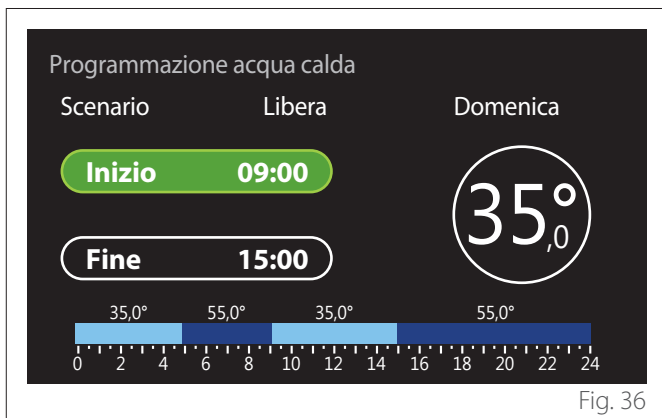 Programmazione acqua calda
Scenario Libera Domenica
Inizio 09:00
35,0°
Fine 15:00
35,0° 55,0° 35,0° 55,0°
0 2 4 6 8 10 12 14 16 18 20 22 24
Fig. 36